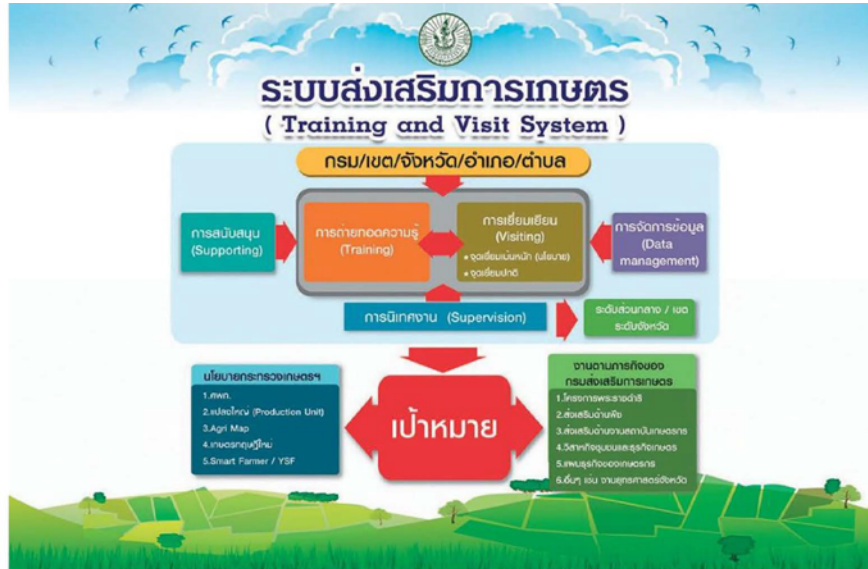 ระบบส่งเสริมการเกษตร
( Training and Visit System )
กรม/เขต/จังหวัด/อำเภอ/ตำบล
การสนับสนุน
(Supporting)
การถ่ายทอดความรู้
(Training)
การเยี่ยมเยียน
(Visiting)
★ จุดเยี่ยมเน้นหนัก (นโยบาย)
★ จุดเยี่ยมปกติ
การจัดการข้อมูล
(Data
management)
การนิเทศงาน (Supervision)
ระดับส่วนกลาง / เขต
ระดับจังหวัด
นโยบายกระทรวงเกษตรฯ
1.ศพก.
2.แปลงใหญ่ (Production Unit)
3.Agri Map
4.เกษตรทฤษฎีใหม่
5.Smart Farmer / YSF
เป้าหมาย
งานตามภารกิจของ
กรมส่งเสริมการเกษตร
1.โครงการพระราชดำริ
2.ส่งเสริมด้านพืช
3.ส่งเสริมด้านงานสถาบันเกษตรกร
4.วิสาหกิจชุมชนและธุรกิจเกษตร
5.แผนธุรกิจของเกษตรกร
6.อื่นๆ เช่น งานยุทธศาสตร์จังหวัด